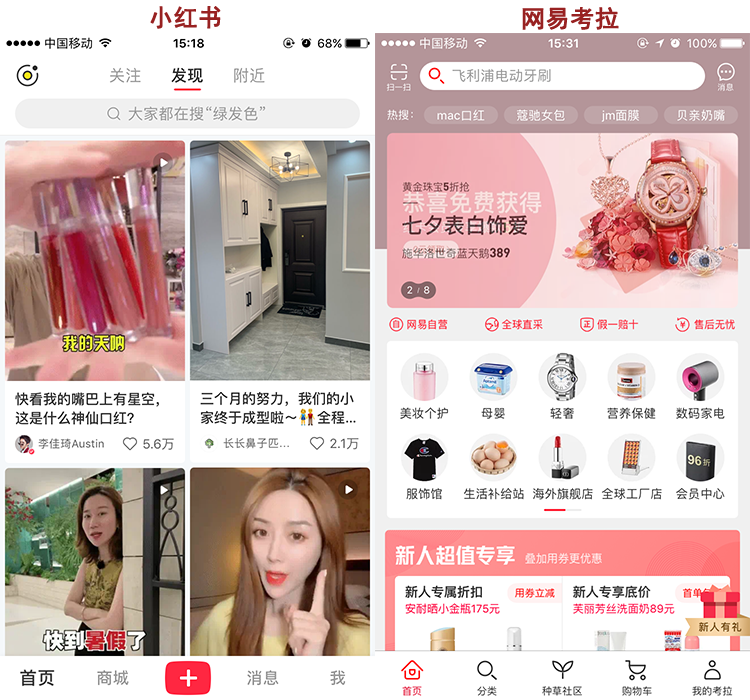 小红书
中国移动
15:18
68%
关注
发现
附近
大家都在搜“绿发色”
我的天呐
快看我的嘴巴上有星空，
这是什么神仙口红?
李佳琦Austin
5.6万
三个月的努力，我们的小
家终于成型啦～👫全程...
长长鼻子匹...
2.1万
快到暑假了
首页
商城
消息
我
网易考拉
中国移动
15:31
100%
扫一扫
飞利浦电动牙刷
消息
热搜：
mac口红
蔻驰女包
jm面膜
贝亲奶嘴
黄金珠宝5折抢
恭喜免费获得
七夕表白饰爱
施华洛世奇蓝天鹅389
2 / 8
自 网易自营
全球直采
正 假一赔十
售后无忧
美妆个护
母婴
轻奢
营养保健
数码家电
96折
服饰馆
生活补给站
海外旗舰店
全球工厂店
会员中心
新人超值专享
叠加用券更优惠
新人专属折扣
用券立减
安耐晒小金瓶175元
新人专享底价
首单
芙丽芳丝洗面奶89元
新人有礼
首页
分类
种草社区
购物车
我的考拉